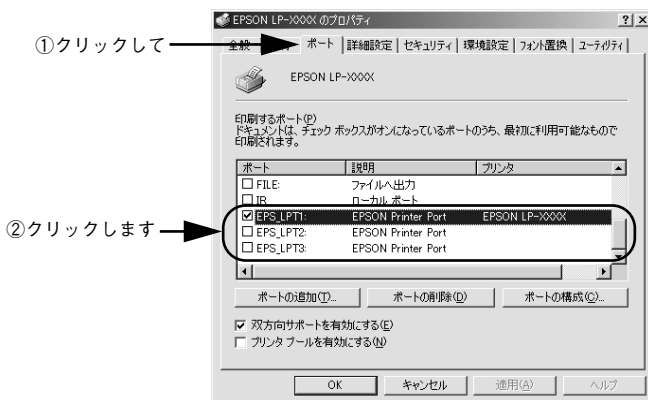 EPSON LP-XXXX のプロパティ
? ×
①クリックして
全般
ポート
詳細設定
セキュリティ
環境設定
フォント置換
ユーティリティ
EPSON LP-XXXX
印刷するポート(P)
ドキュメントは、チェック ボックスがオンになっているポートのうち、最初に利用可能なもので
印刷されます。
ポート 説明 プリンタ
FILE: ファイルへ出力
IR ローカル ポート
EPS_LPT1: EPSON Printer Port EPSON LP-XXXX
EPS_LPT2: EPSON Printer Port
EPS_LPT3: EPSON Printer Port
②クリックします
ポートの追加(T)... ポートの削除(D) ポートの構成(C)...
双方向サポートを有効にする(E)
プリンタ プールを有効にする(N)
OK キャンセル 適用(A) ヘルプ